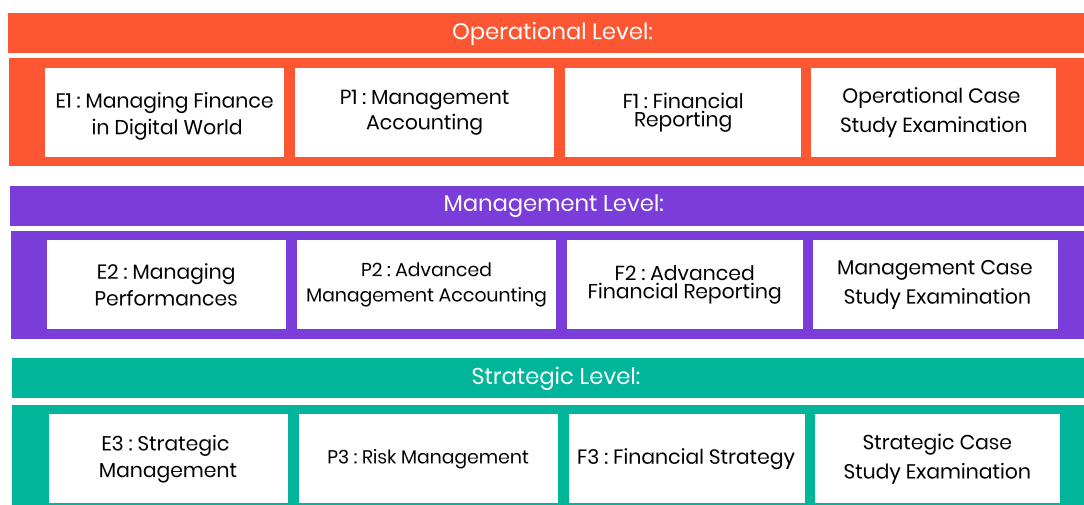 Operational Level:
E1 : Managing Finance
in Digital World
P1 : Management
Accounting
F1 : Financial
Reporting
Operational Case
Study Examination
Management Level:
E2 : Managing
Performances
P2 : Advanced
Management Accounting
F2 : Advanced
Financial Reporting
Management Case
Study Examination
Strategic Level:
E3 : Strategic
Management
P3 : Risk Management
F3 : Financial Strategy
Strategic Case
Study Examination